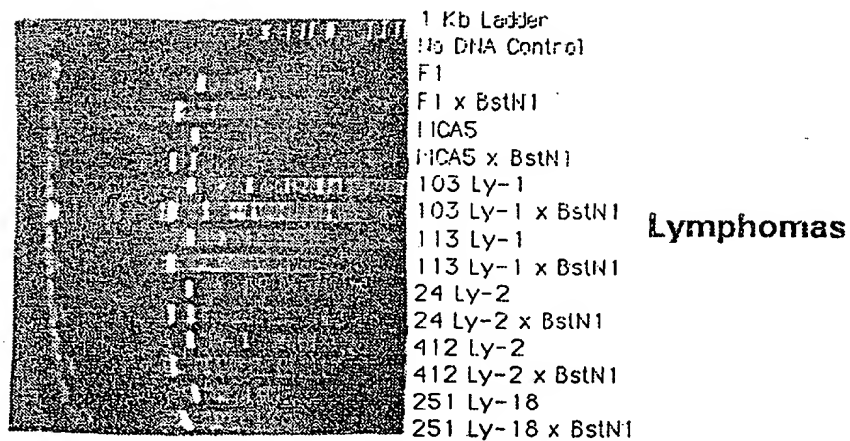 1 Kb Ladder
No DNA Control
F1
F1 x BstN1
MCA5
MCA5 x BstN1
103 Ly-1
103 Ly-1 x BstN1
113 Ly-1
113 Ly-1 x BstN1
24 Ly-2
24 Ly-2 x BstN1
412 Ly-2
412 Ly-2 x BstN1
251 Ly-18
251 Ly-18 x BstN1
Lymphomas